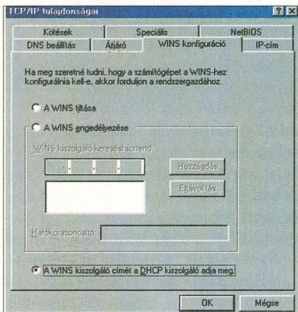 TCP/IP tulajdonságai
Kötések
Speciális
NetBIOS
DNS beállítás
Átjáró
WINS konfiguráció
IP-cím
Ha meg szeretné tudni, hogy a számítógépet a WINS-hez
konfigurálnia kell-e, akkor forduljon a rendszergazdához.
A WINS tiltása
A WINS engedélyezése
WINS-kiszolgáló keresési sorrend:
Hozzáadás
Eltávolítás
Hatókörazonosító:
A WINS kiszolgáló címét a DHCP kiszolgáló adja meg.
OK
Mégse